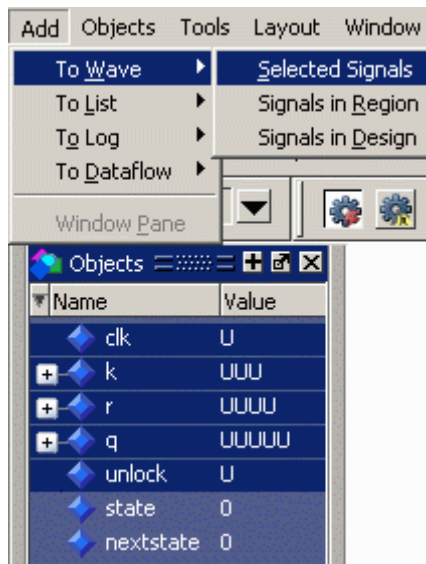 Add Objects Tools Layout Window
To Wave Selected Signals
To List Signals in Region
To Log Signals in Design
To Dataflow
Window Pane
Objects
Name Value
clk U
k UUU
r UUUU
q UUUUU
unlock U
state 0
nextstate 0